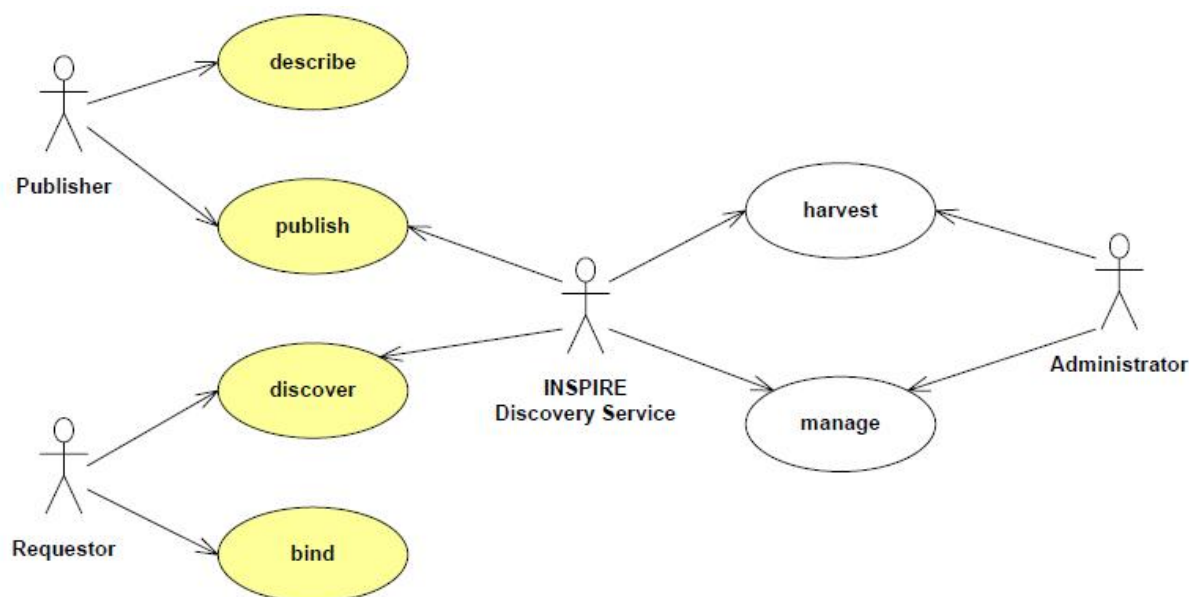 describe
Publisher
publish
harvest
discover
INSPIRE
Discovery Service
Administrator
manage
Requestor
bind